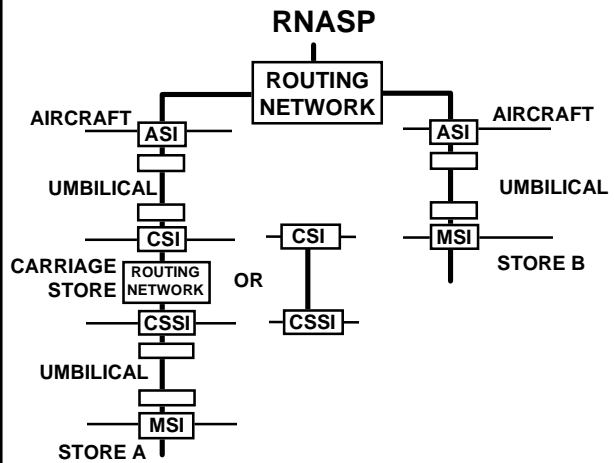 RNASP
ROUTING
NETWORK
AIRCRAFT
ASI
AIRCRAFT
ASI
UMBILICAL
UMBILICAL
CSI
CSI
MSI
CARRIAGE
STORE
ROUTING
NETWORK
OR
STORE B
CSSI
CSSI
UMBILICAL
MSI
STORE A